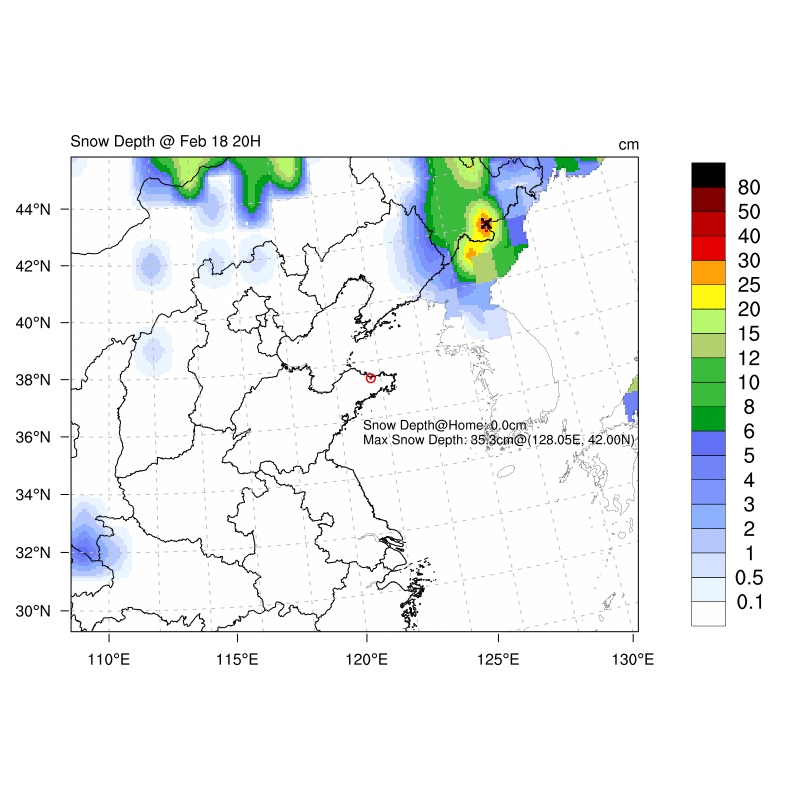 Snow Depth @ Feb 18 20H
cm
44°N
42°N
40°N
38°N
36°N
34°N
32°N
30°N
110°E
115°E
120°E
125°E
130°E
Snow Depth@Home: 0.0cm
Max Snow Depth: 35.3cm@(128.05E, 42.00N)
80
50
40
30
25
20
15
12
10
8
6
5
4
3
2
1
0.5
0.1